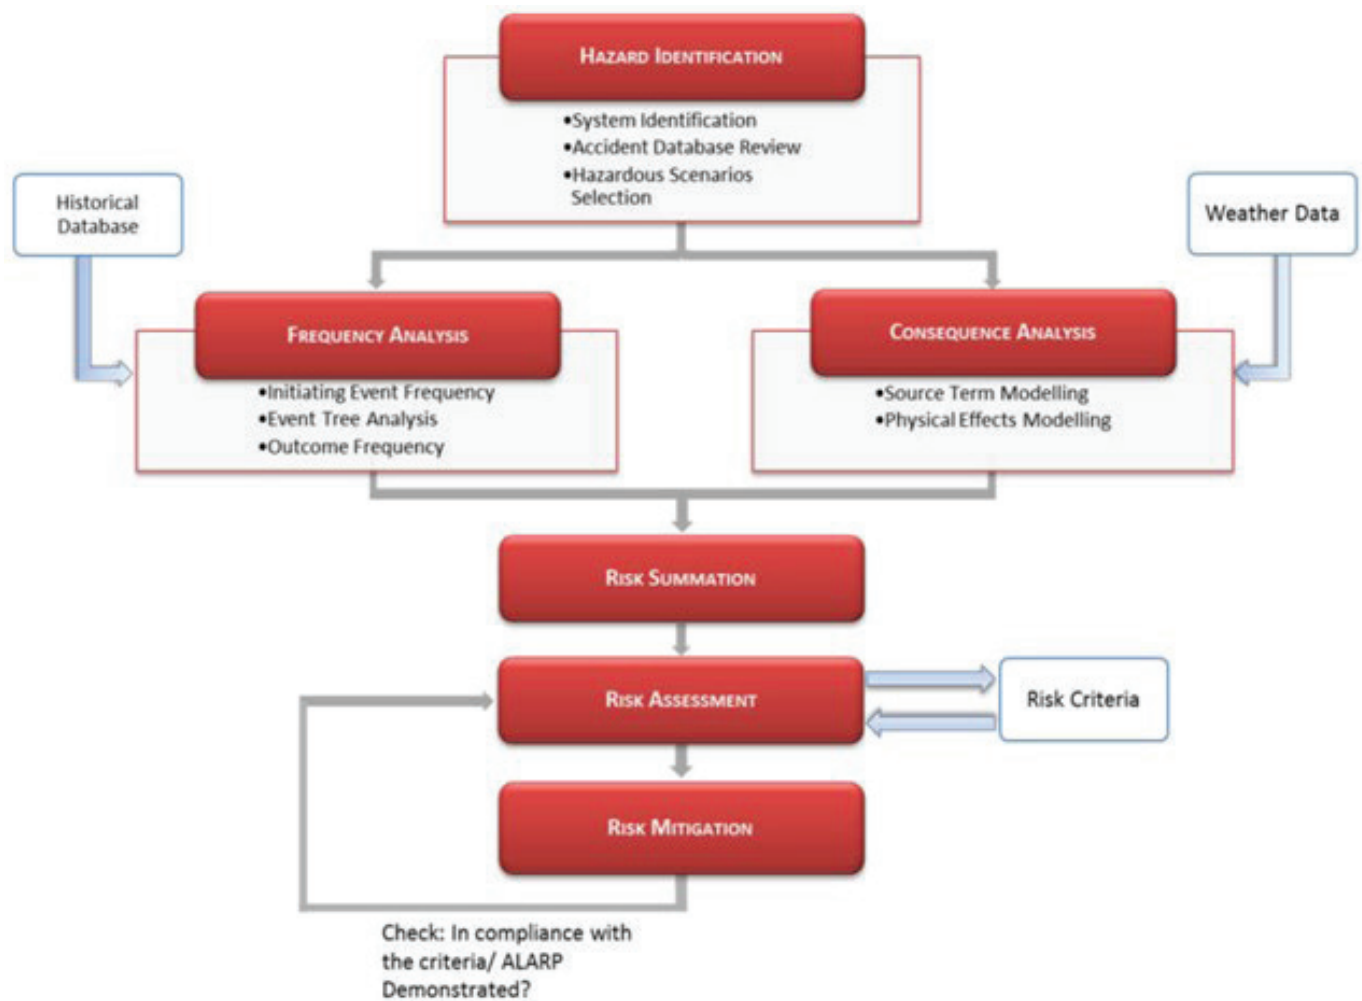 HAZARD IDENTIFICATION
•System Identification
•Accident Database Review
•Hazardous Scenarios
Selection
Historical
Database
Weather Data
FREQUENCY ANALYSIS
•Initiating Event Frequency
•Event Tree Analysis
•Outcome Frequency
CONSEQUENCE ANALYSIS
•Source Term Modelling
•Physical Effects Modelling
RISK SUMMATION
RISK ASSESSMENT
Risk Criteria
RISK MITIGATION
Check: In compliance with
the criteria/ ALARP
Demonstrated?